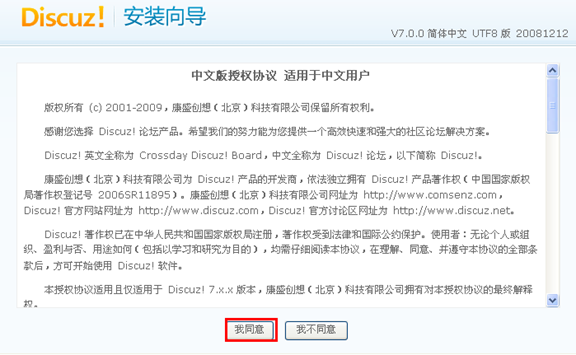 Discuz! 安装向导
V7.0.0 简体中文 UTF8 版 20081212
中文版授权协议 适用于中文用户
版权所有 (c) 2001-2009，康盛创想（北京）科技有限公司保留所有权利。
感谢您选择 Discuz! 论坛产品。希望我们的努力能为您提供一个高效快速和强大的社区论坛解决方案。
Discuz! 英文全称为 Crossday Discuz! Board，中文全称为 Discuz! 论坛，以下简称 Discuz!。
康盛创想（北京）科技有限公司为 Discuz! 产品的开发商，依法独立拥有 Discuz! 产品著作权（中国国家版权
局著作权登记号 2006SR11895）。康盛创想（北京）科技有限公司网址为 http://www.comsenz.com，
Discuz! 官方网站网址为 http://www.discuz.com，Discuz! 官方讨论区网址为 http://www.discuz.net。
Discuz! 著作权已在中华人民共和国国家版权局注册，著作权受到法律和国际公约保护。使用者：无论个人或组
织、盈利与否、用途如何（包括以学习和研究为目的），均需仔细阅读本协议，在理解、同意、并遵守本协议的全部条
款后，方可开始使用 Discuz! 软件。
本授权协议适用且仅适用于 Discuz! 7.x.x 版本，康盛创想（北京）科技有限公司拥有对本授权协议的最终解释
权。
我同意 我不同意